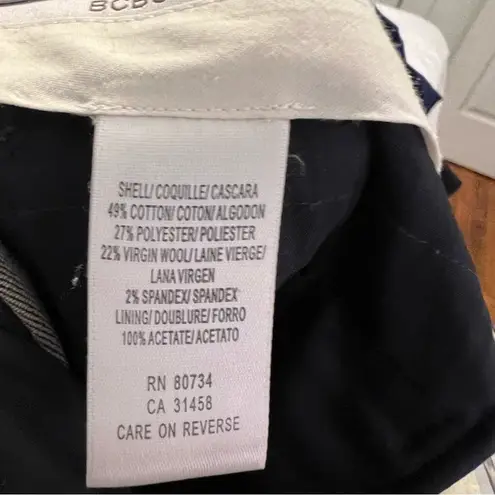 SHELL/ COQUILLE/ CASCARA
49% COTTON/ COTON/ ALGODON
27% POLYESTER/ POLIESTER
22% VIRGIN WOOL/ LAINE VIERGE/
LANA VIRGEN
2% SPANDEX/ SPANDEX
LINING/ DOUBLURE/ FORRO
100% ACETATE/ ACETATO
RN 80734
CA 31458
CARE ON REVERSE